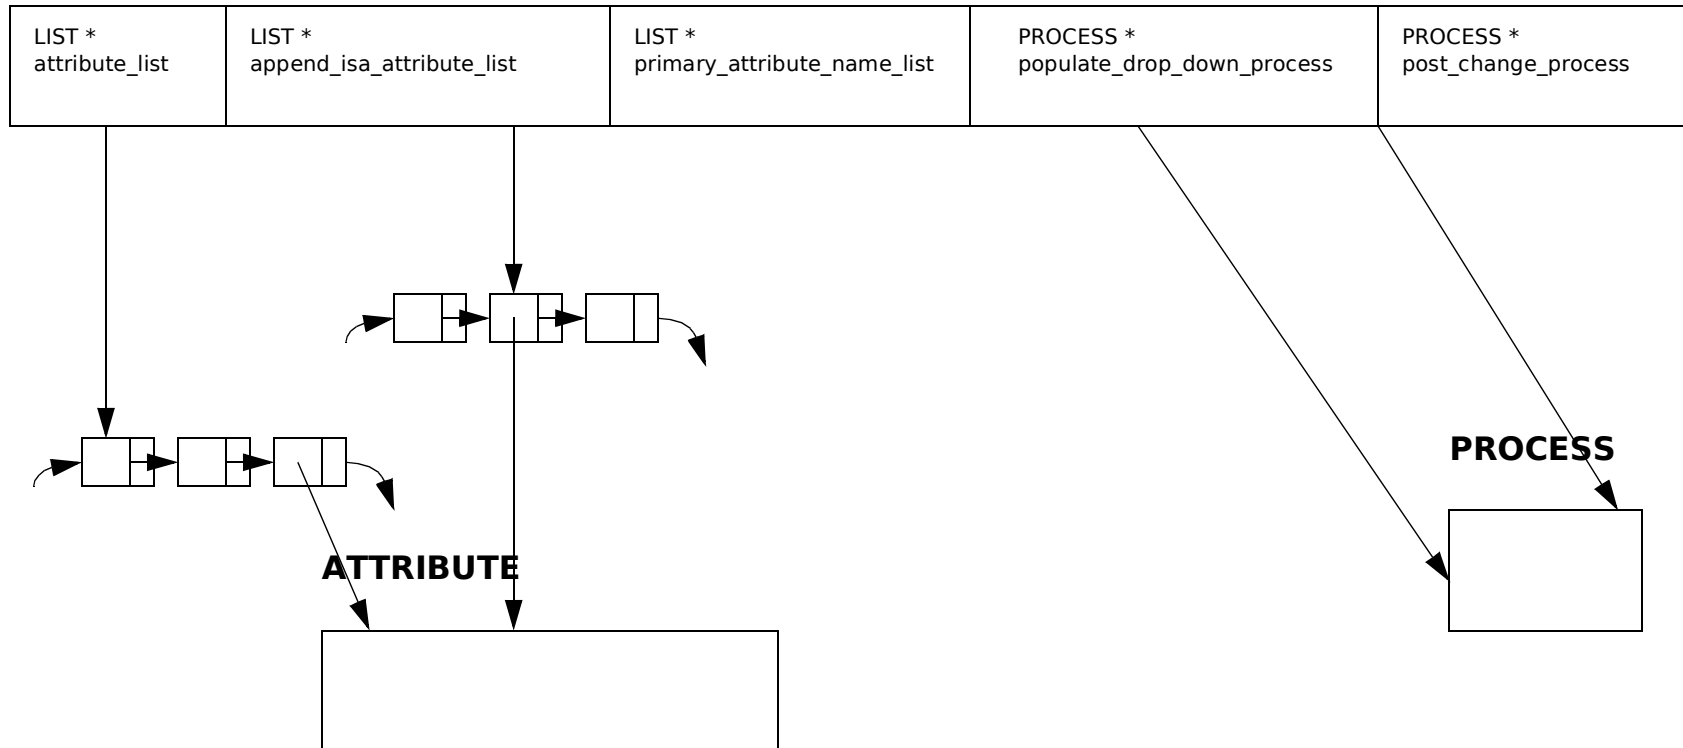 LIST *
attribute_list
LIST *
append_isa_attribute_list
LIST *
primary_attribute_name_list
PROCESS *
populate_drop_down_process
PROCESS *
post_change_process
PROCESS
ATTRIBUTE